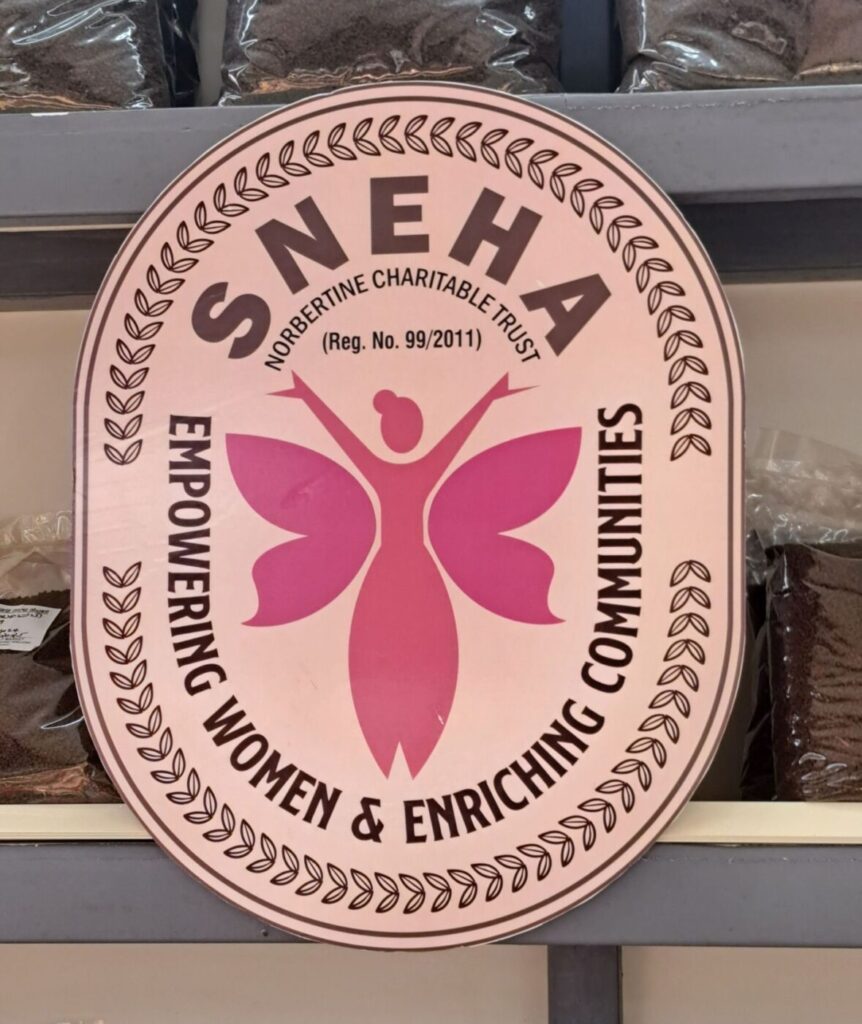 SNEHA
NORBERTINE CHARITABLE TRUST
(Reg. No. 99/2011)
EMPOWERING WOMEN & ENRICHING COMMUNITIES